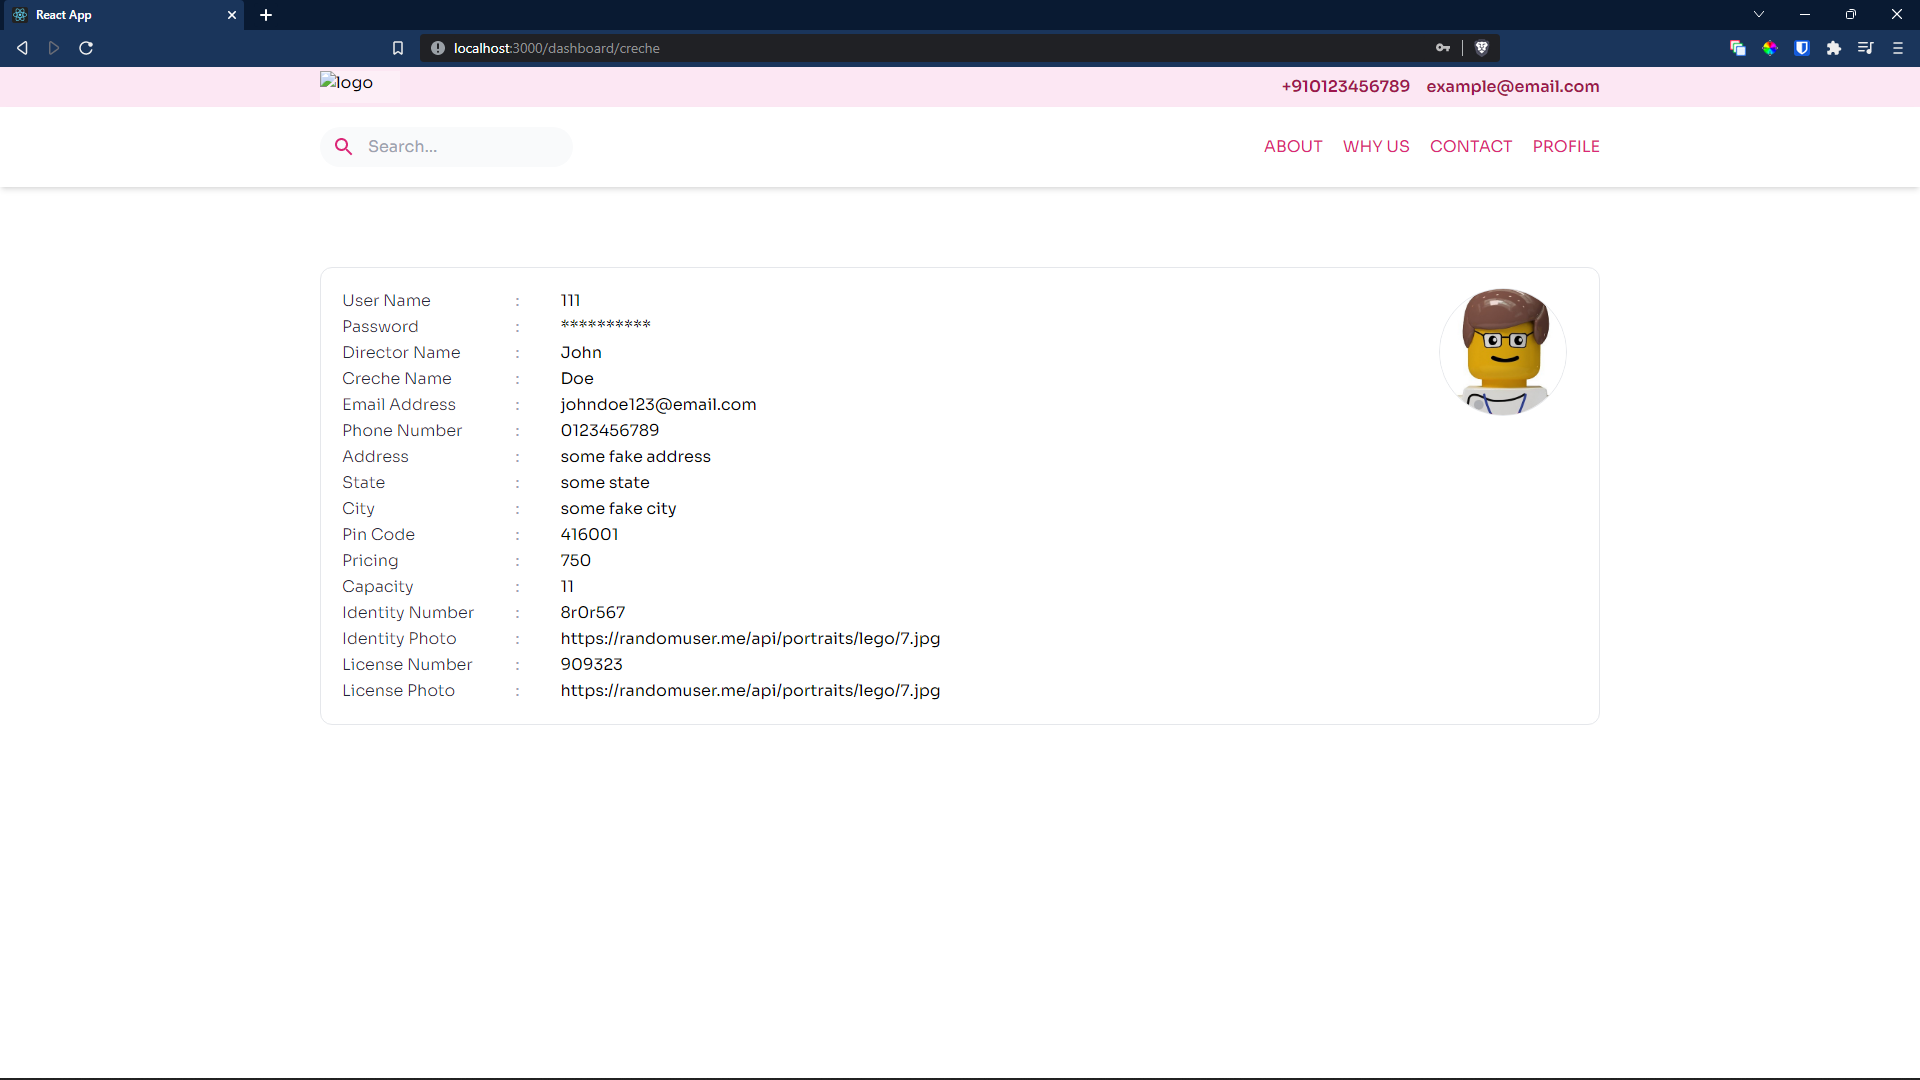 React App
localhost:3000/dashboard/creche
logo
+910123456789 example@email.com
Search...
ABOUT WHY US CONTACT PROFILE
User Name : 111
Password : **********
Director Name : John
Creche Name : Doe
Email Address : johndoe123@email.com
Phone Number : 0123456789
Address : some fake address
State : some state
City : some fake city
Pin Code : 416001
Pricing : 750
Capacity : 11
Identity Number : 8r0r567
Identity Photo : https://randomuser.me/api/portraits/lego/7.jpg
License Number : 909323
License Photo : https://randomuser.me/api/portraits/lego/7.jpg